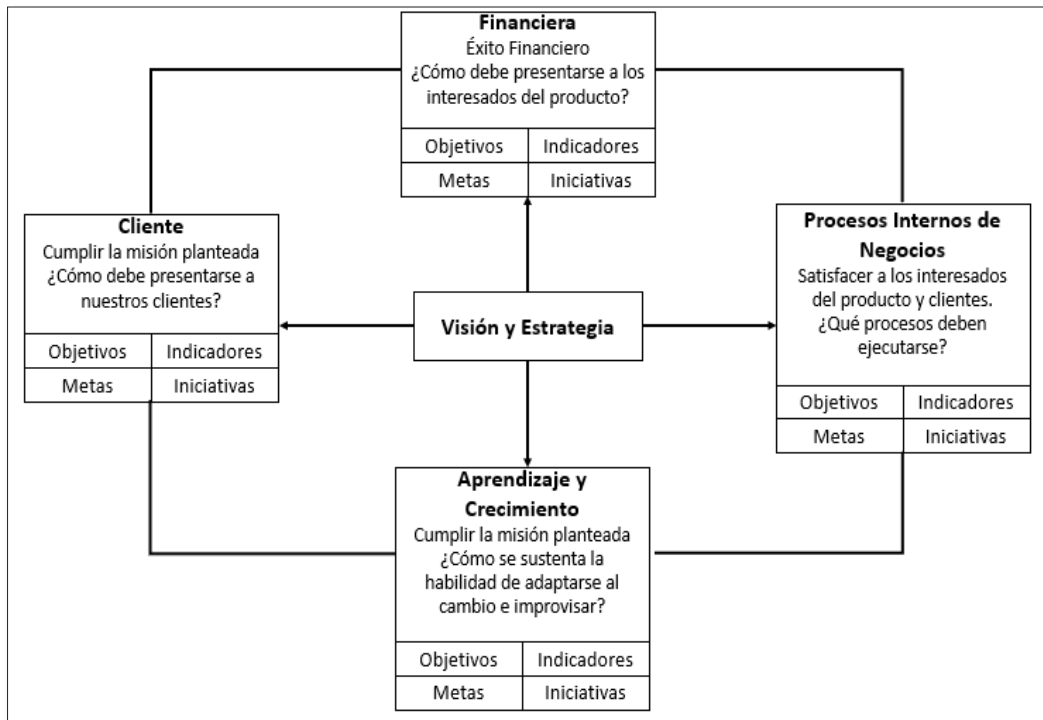 Financiera
Éxito Financiero
¿Cómo debe presentarse a los
interesados del producto?
Objetivos Indicadores
Metas Iniciativas
Cliente
Cumplir la misión planteada
¿Cómo debe presentarse a
nuestros clientes?
Objetivos Indicadores
Metas Iniciativas
Visión y Estrategia
Procesos Internos de
Negocios
Satisfacer a los interesados
del producto y clientes.
¿Qué procesos deben
ejecutarse?
Objetivos Indicadores
Metas Iniciativas
Aprendizaje y
Crecimiento
Cumplir la misión planteada
¿Cómo se sustenta la
habilidad de adaptarse al
cambio e improvisar?
Objetivos Indicadores
Metas Iniciativas